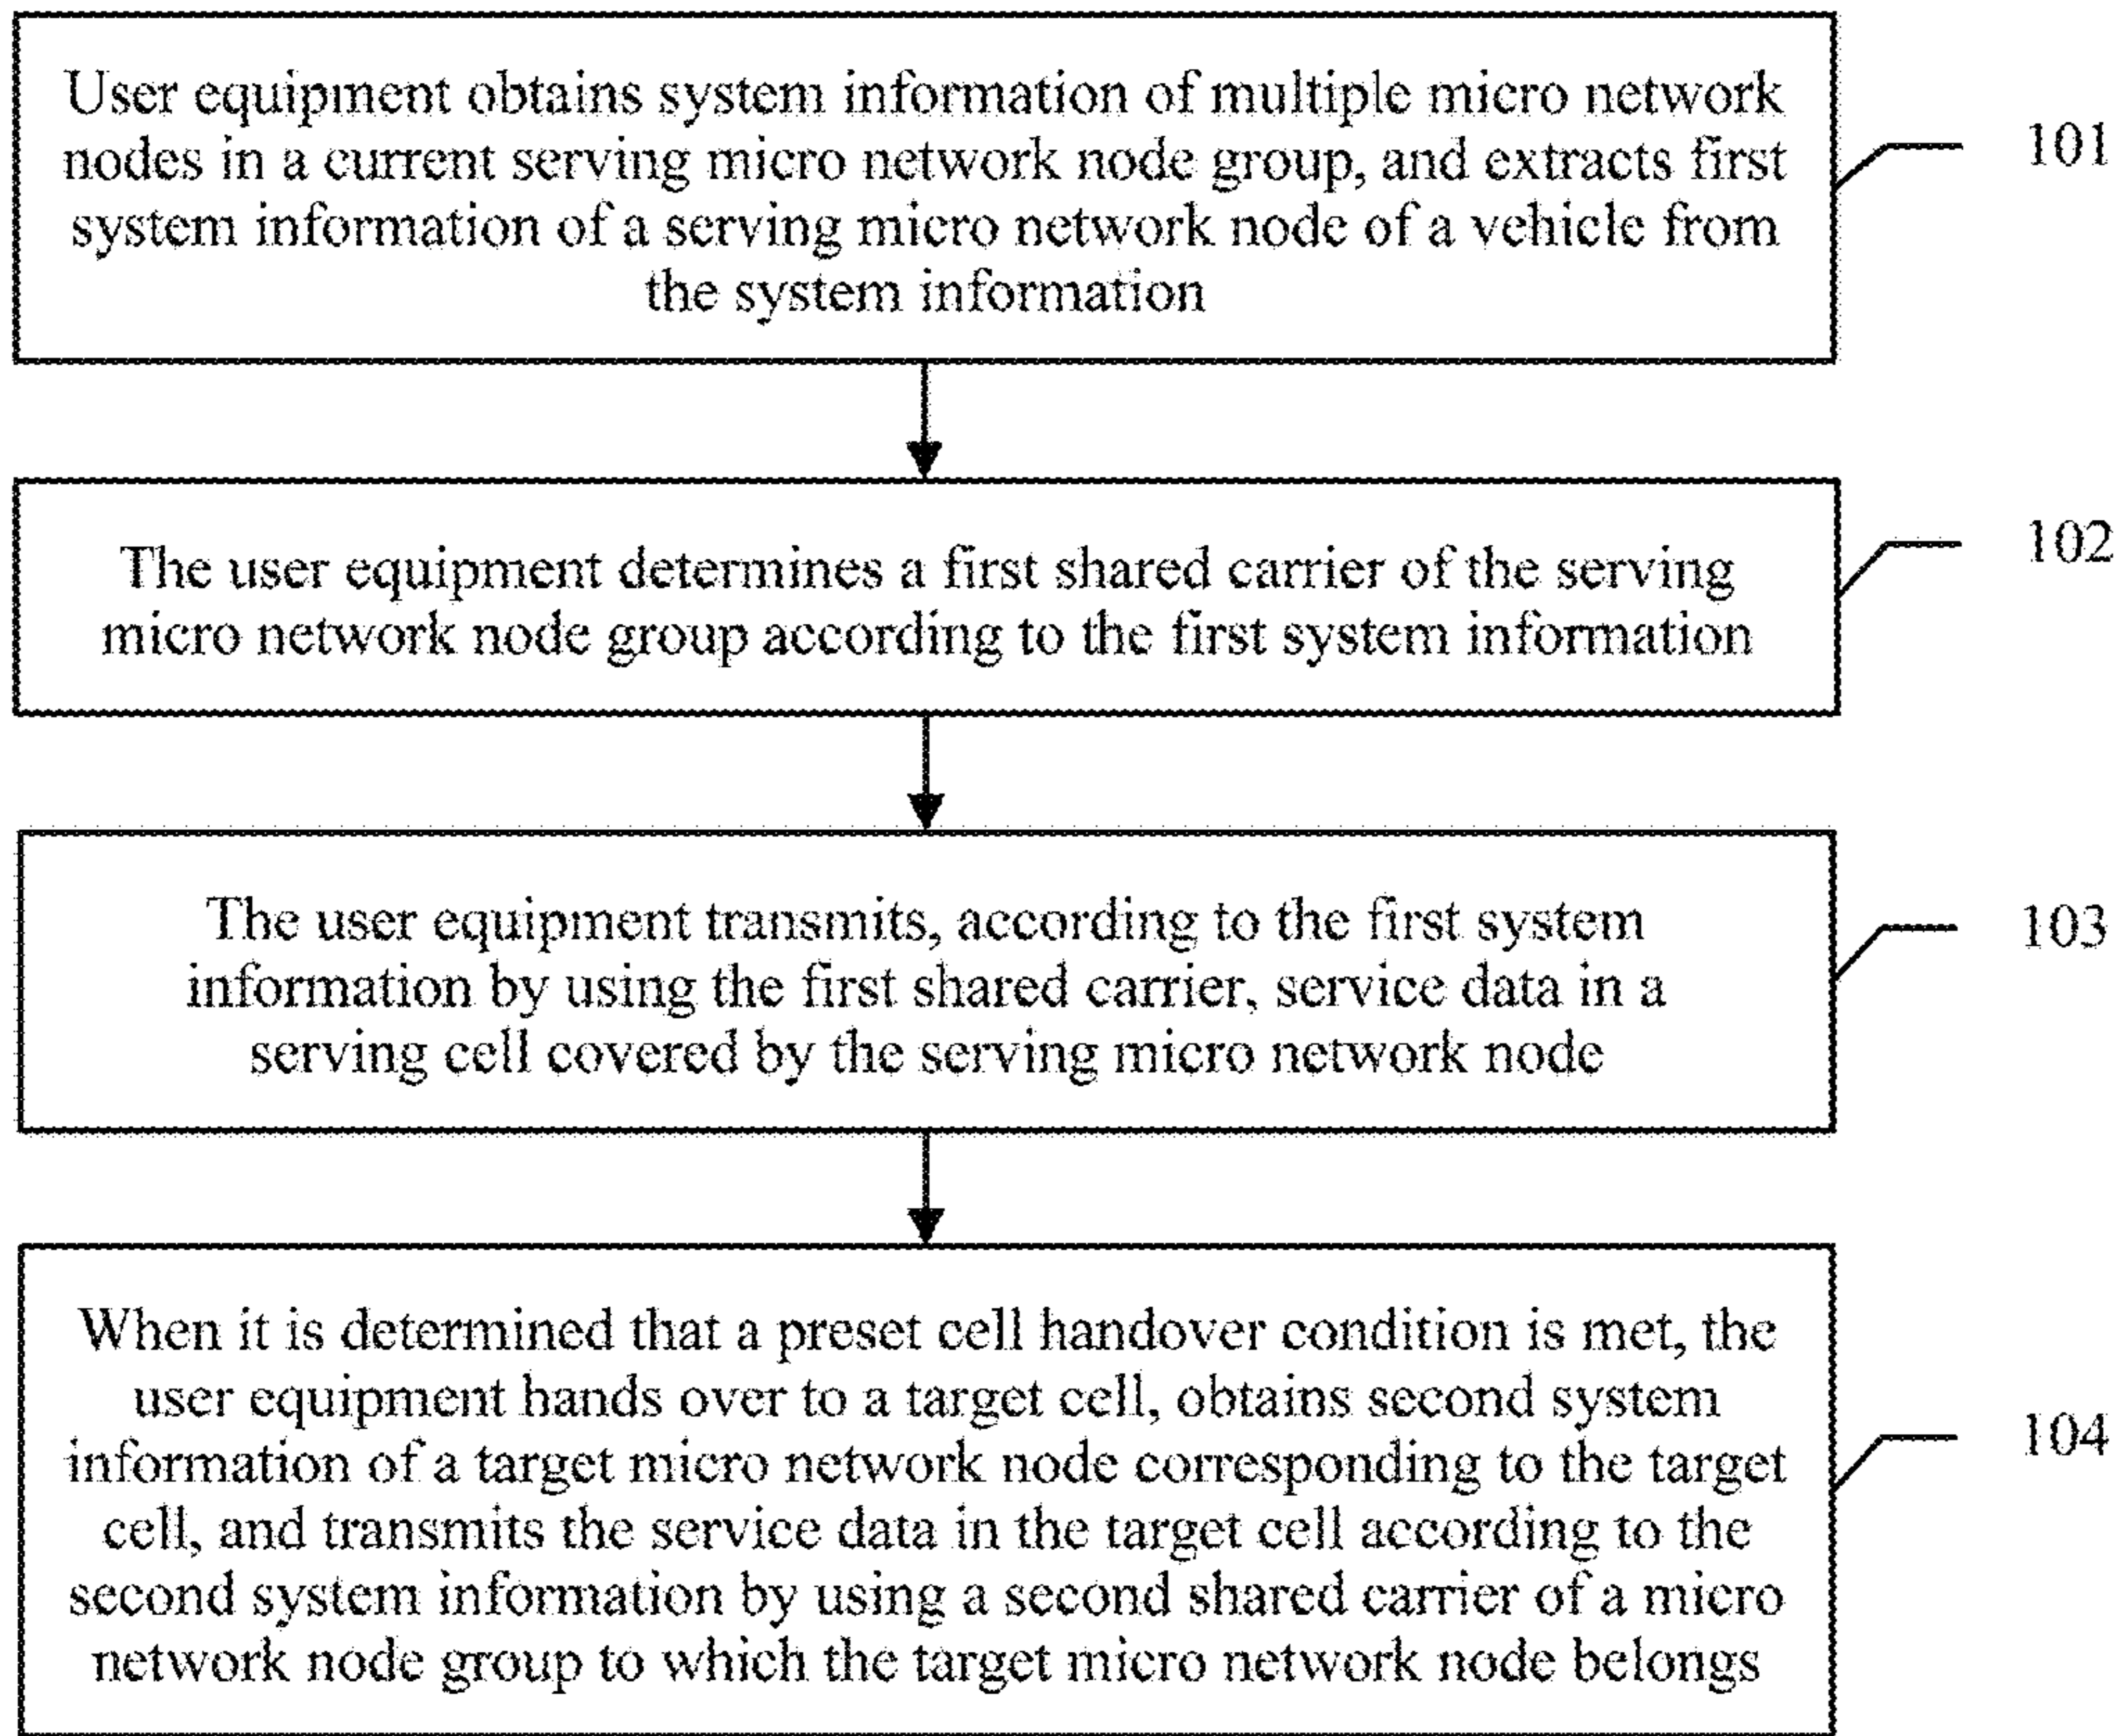 User equipment obtains system information of multiple micro network
nodes in a current serving micro network node group, and extracts first
system information of a serving micro network node of a vehicle from
the system information
101
The user equipment determines a first shared carrier of the serving
micro network node group according to the first system information
102
The user equipment transmits, according to the first system
information by using the first shared carrier, service data in a
serving cell covered by the serving micro network node
103
When it is determined that a preset cell handover condition is met, the
user equipment hands over to a target cell, obtains second system
information of a target micro network node corresponding to the target
cell, and transmits the service data in the target cell according to the
second system information by using a second shared carrier of a micro
network node group to which the target micro network node belongs
104